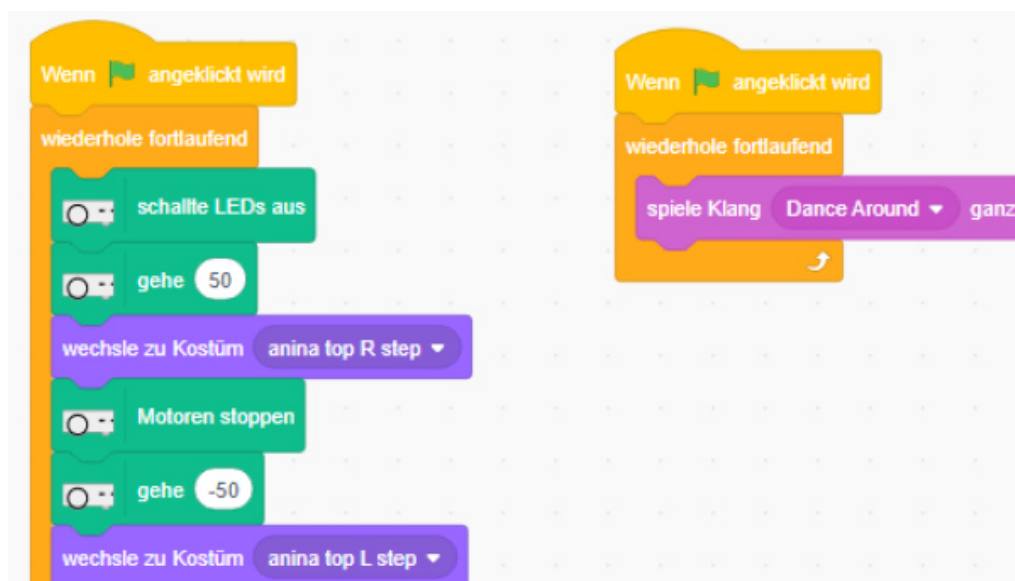 Wenn angeklickt wird
wiederhole fortlaufend
schallte LEDs aus
gehe 50
wechsle zu Kostüm anina top R step
Motoren stoppen
gehe -50
wechsle zu Kostüm anina top L step
Wenn angeklickt wird
wiederhole fortlaufend
spiele Klang Dance Around ganz